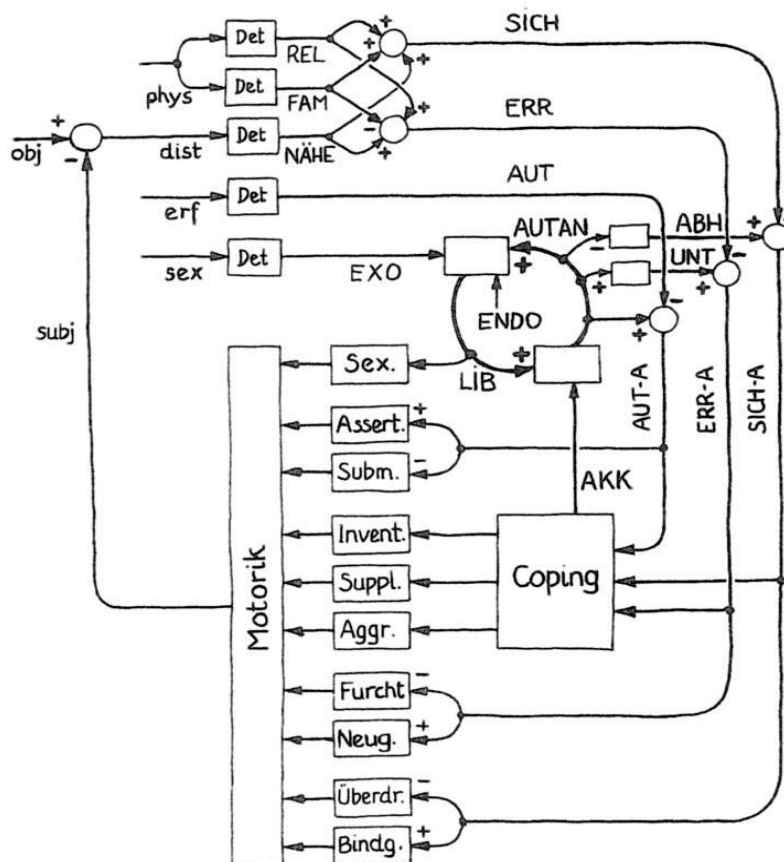 SICH
Det
REL
phys
Det
FAM
ERR
obj
dist
Det
NÄHE
AUT
erf
Det
AUTAN
ABH
sex
Det
EXO
UNT
ENDO
subj
LIB
Sex.
AUT-A
ERR-A
SICH-A
Assert.
Subm.
AKK
Motorik
Invent.
Coping
Suppl.
Aggr.
Furcht
Neug.
Überdr.
Bindg.